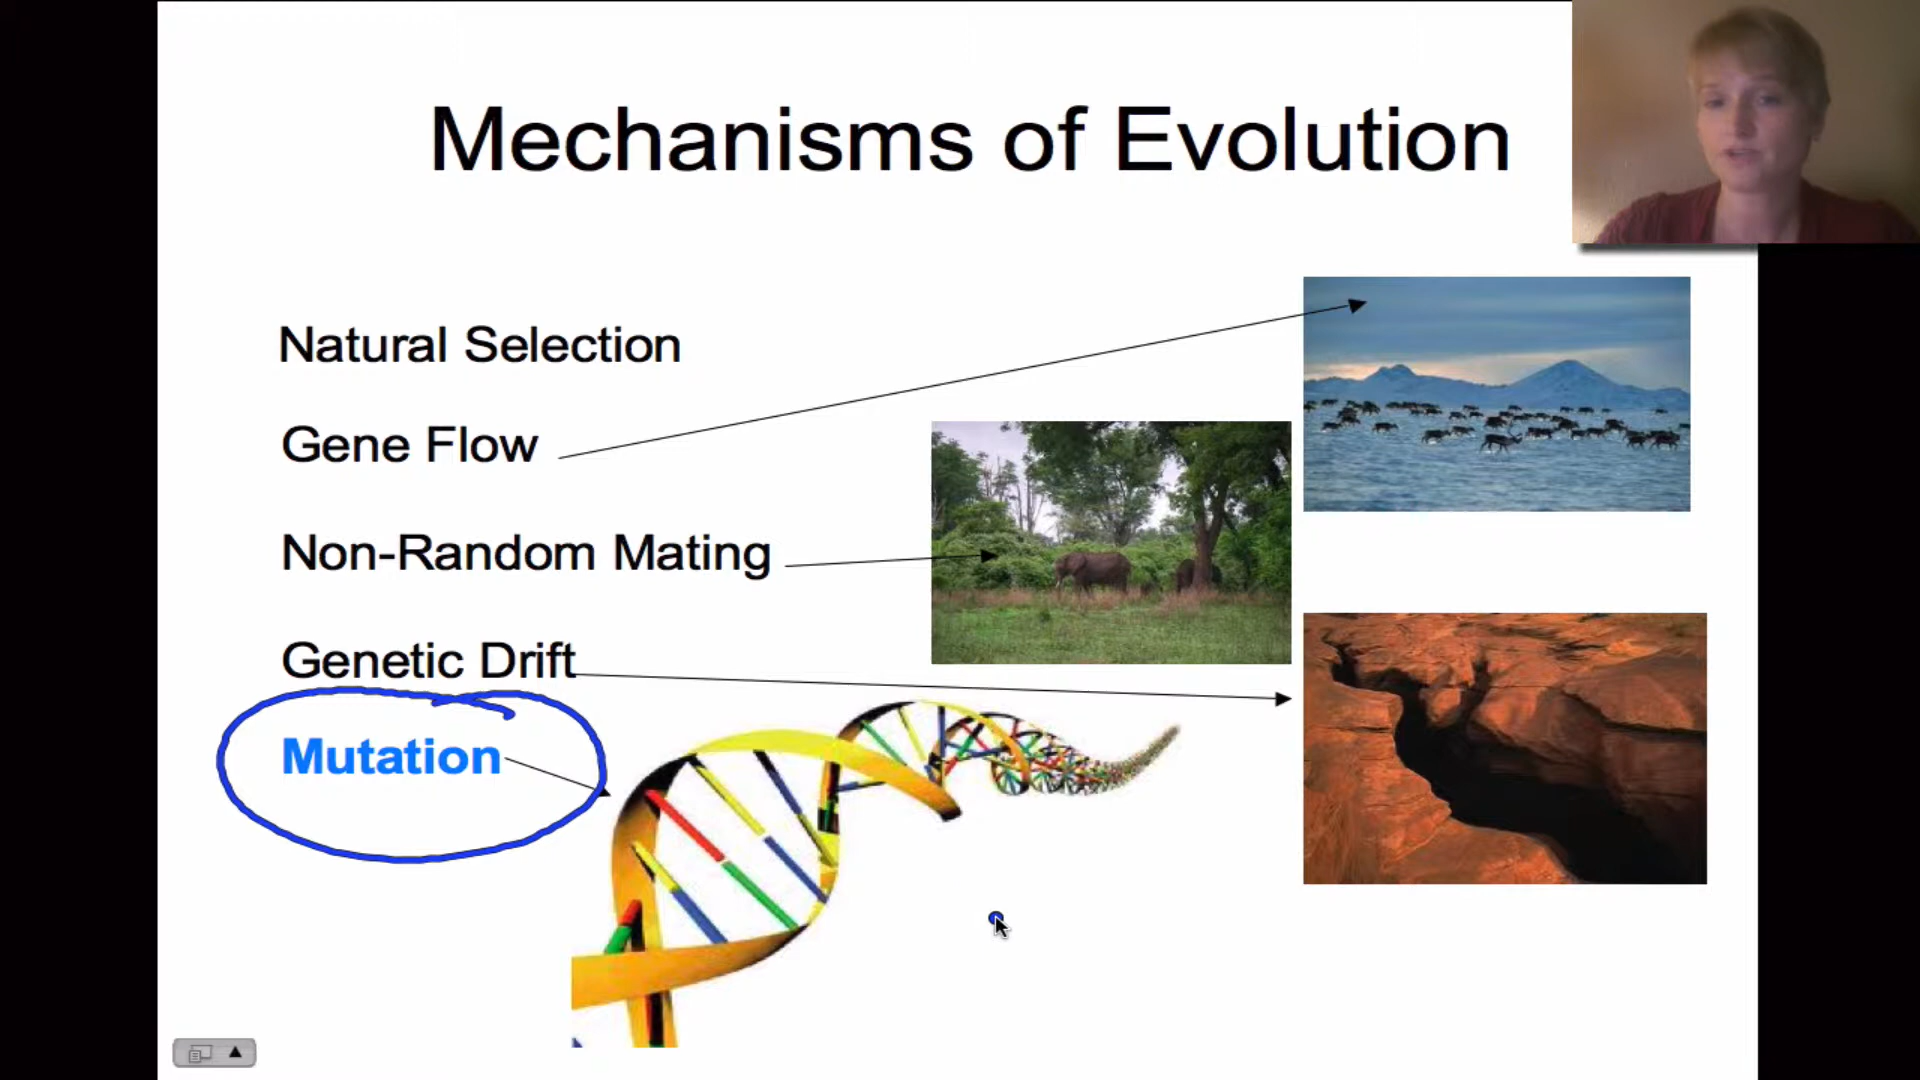 Mechanisms of Evolution
Natural Selection
Gene Flow
Non-Random Mating
Genetic Drift
Mutation